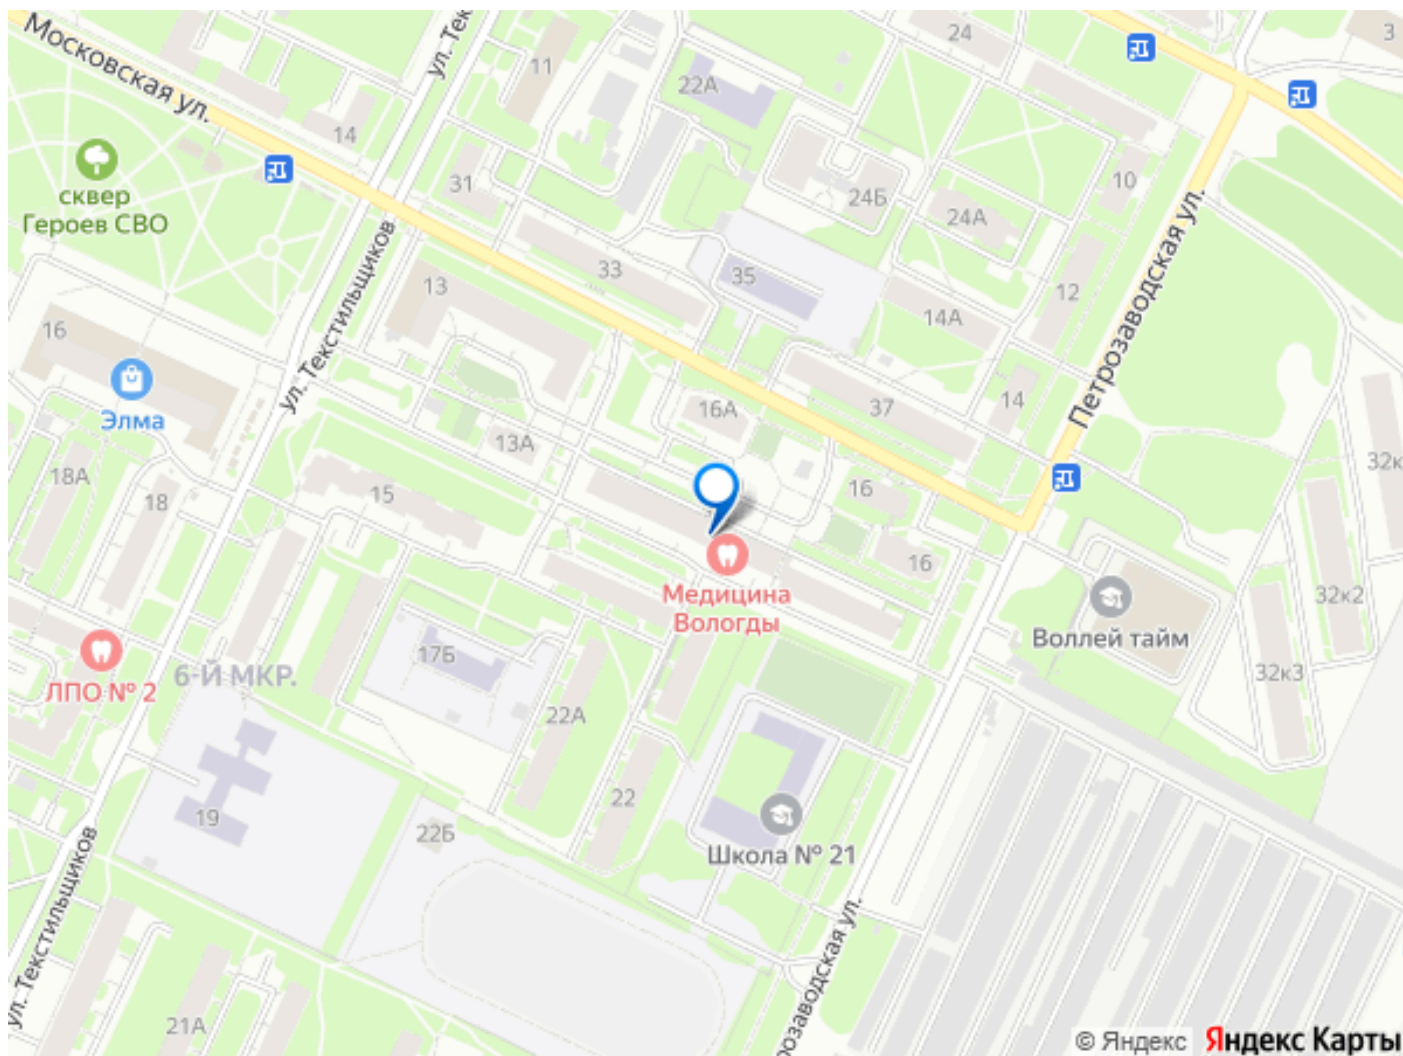 Московская ул.
ул. Тек
11
22А
24
3
14
31
сквер
Героев СВО
ул. Текстильщиков
13
33
35
24Б
24А
10
12
14А
14
Петрозаводская ул.
16
Элма
13А
16А
37
32к
18А
18
15
16
16
Медицина
Вологды
Воллей тайм
32к2
32к3
ЛПО № 2
6-Й МКР.
17Б
22А
22
19
22Б
Школа № 21
ул. Текстильщиков
розаводская ул.
21А
© Яндекс Яндекс Карты